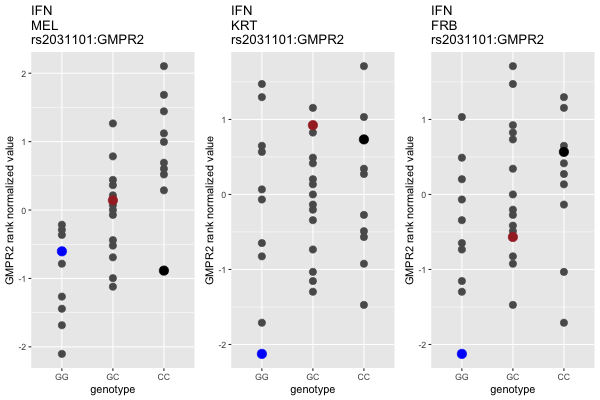 IFN
MEL
rs2031101:GMPR2
GMPR2 rank normalized value
2
1
0
-1
-2
GG
GC
CC
genotype
IFN
KRT
rs2031101:GMPR2
GMPR2 rank normalized value
1
0
-1
-2
GG
GC
CC
genotype
IFN
FRB
rs2031101:GMPR2
GMPR2 rank normalized value
1
0
-1
-2
GG
GC
CC
genotype